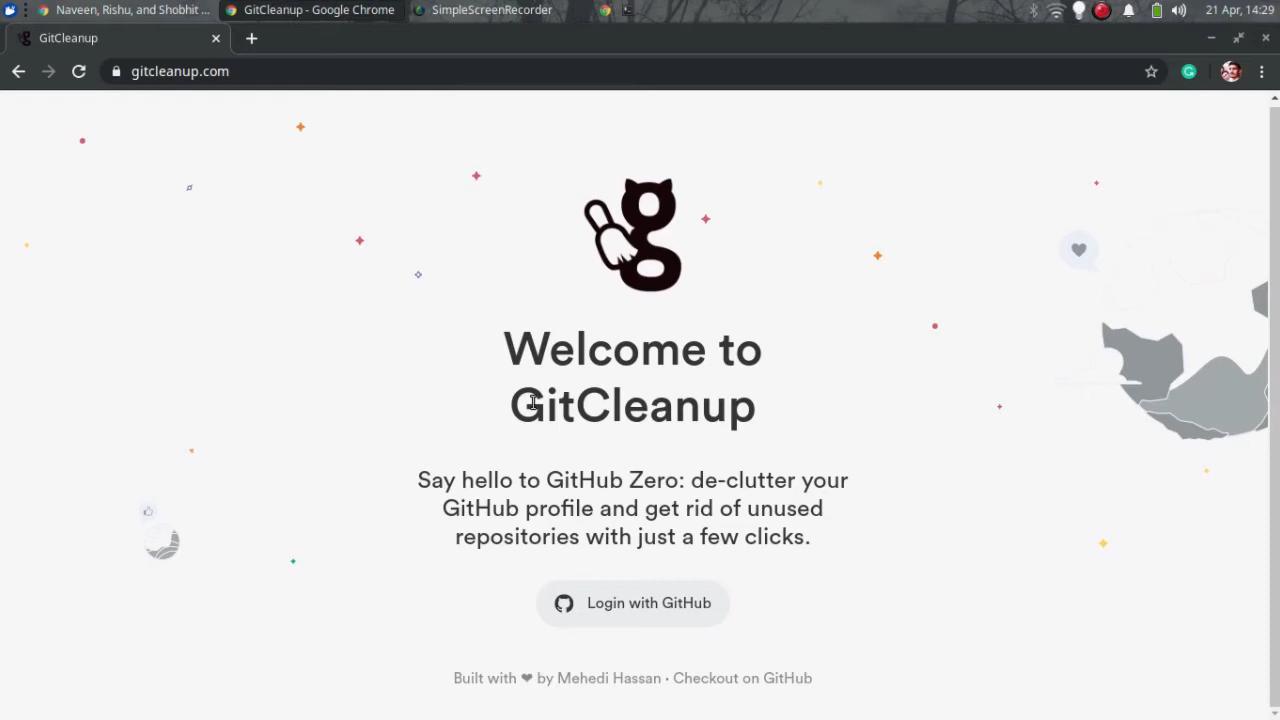 Naveen, Rishu, and Shobhit ...
GitCleanup - Google Chrome
SimpleScreenRecorder
21 Apr, 14:29
GitCleanup
gitcleanup.com
Welcome to
GitCleanup
Say hello to GitHub Zero: de-clutter your
GitHub profile and get rid of unused
repositories with just a few clicks.
Login with GitHub
Built with ❤ by Mehedi Hassan · Checkout on GitHub